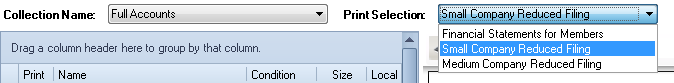 Collection Name: Full Accounts Print Selection: Small Company Reduced Filing
Financial Statements for Members
Drag a column header here to group by that column. Small Company Reduced Filing
Medium Company Reduced Filing
Print Name Condition Size Local